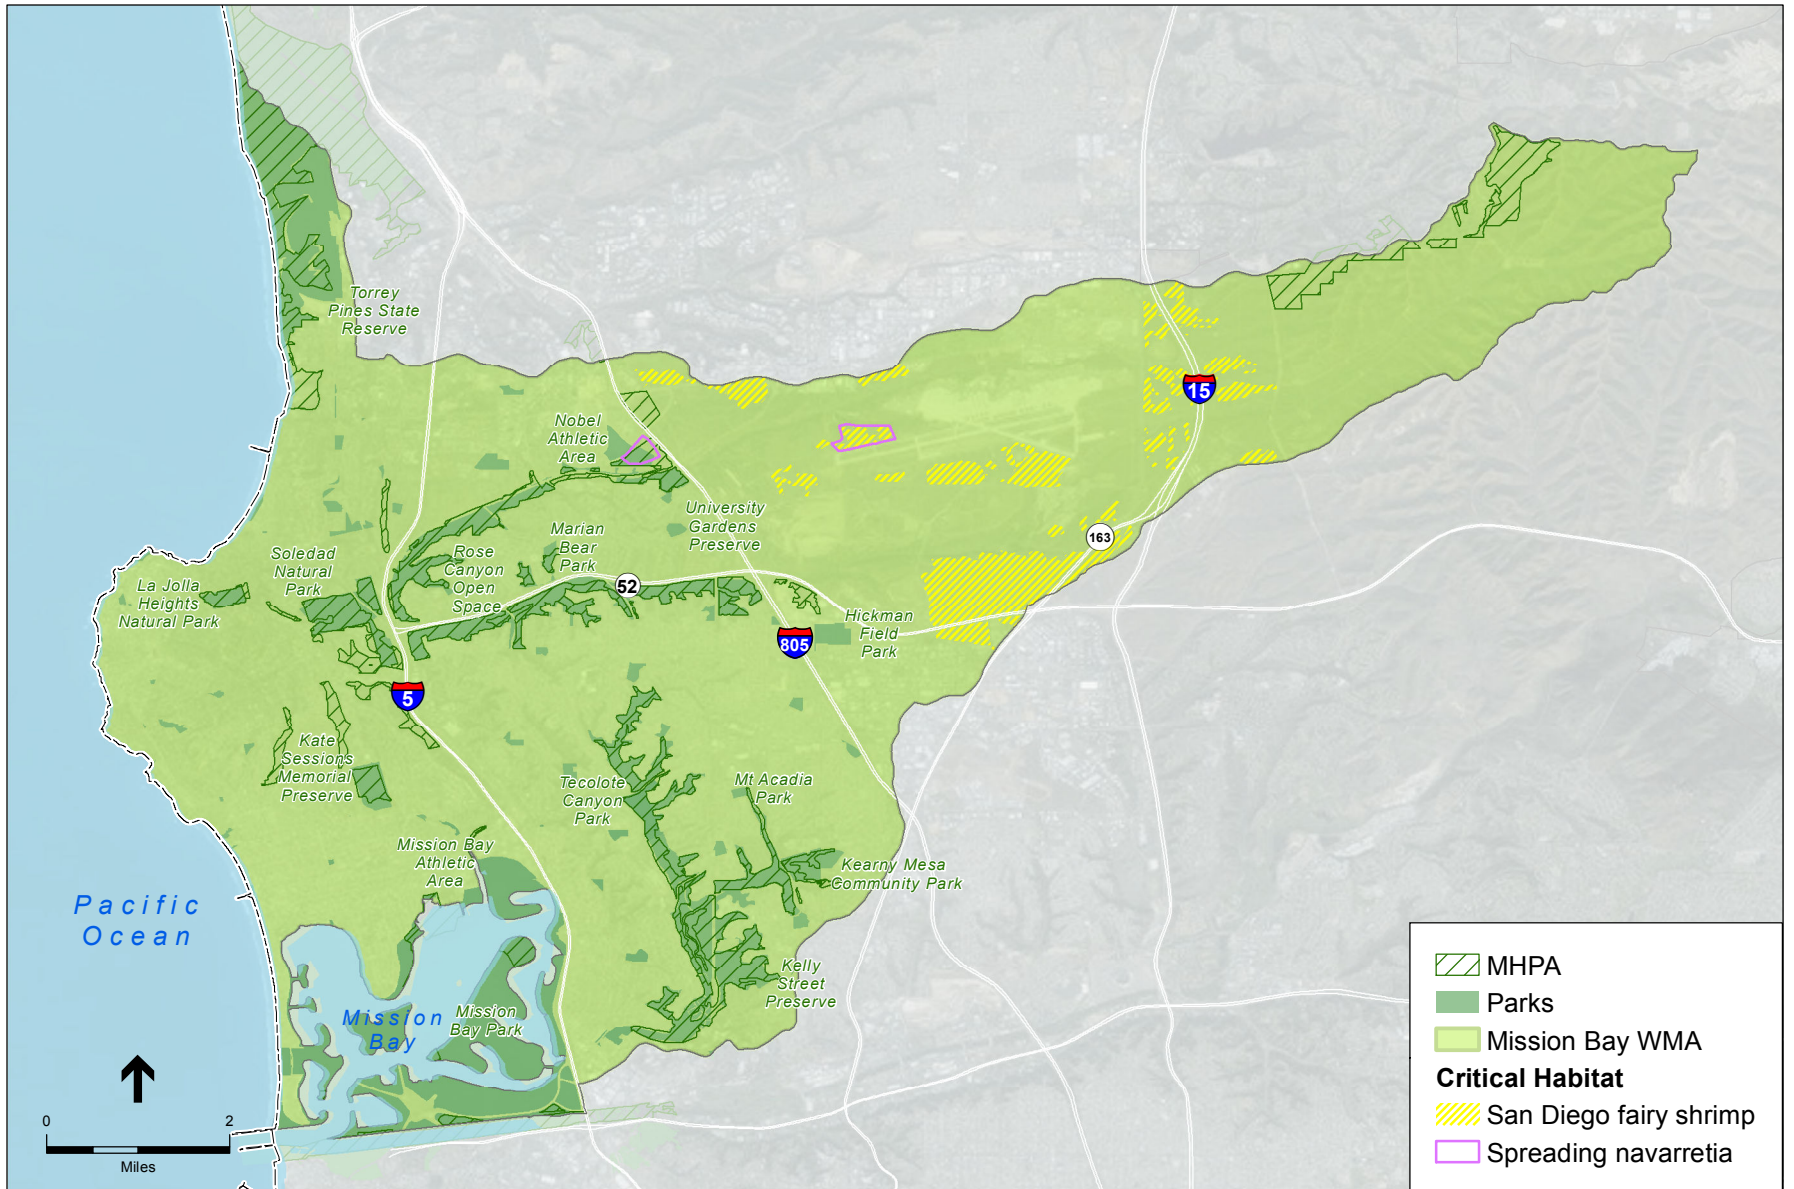 Torrey
Pines State
Reserve
15
Nobel
Athletic
Area
University
Gardens
Preserve
163
Marian
Bear
Park
Rose
Canyon
Open
Space
Soledad
Natural
Park
La Jolla
Heights
Natural Park
52
Hickman
Field
Park
805
5
Kate
Sessions
Memorial
Preserve
Tecolote
Canyon
Park
Mt Acadia
Park
Mission Bay
Athletic
Area
Kearny Mesa
Community Park
Pacific
Ocean
Kelly
Street
Preserve
Mission
Bay
Mission
Bay Park
0 2
Miles
MHPA
Parks
Mission Bay WMA
Critical Habitat
San Diego fairy shrimp
Spreading navarretia